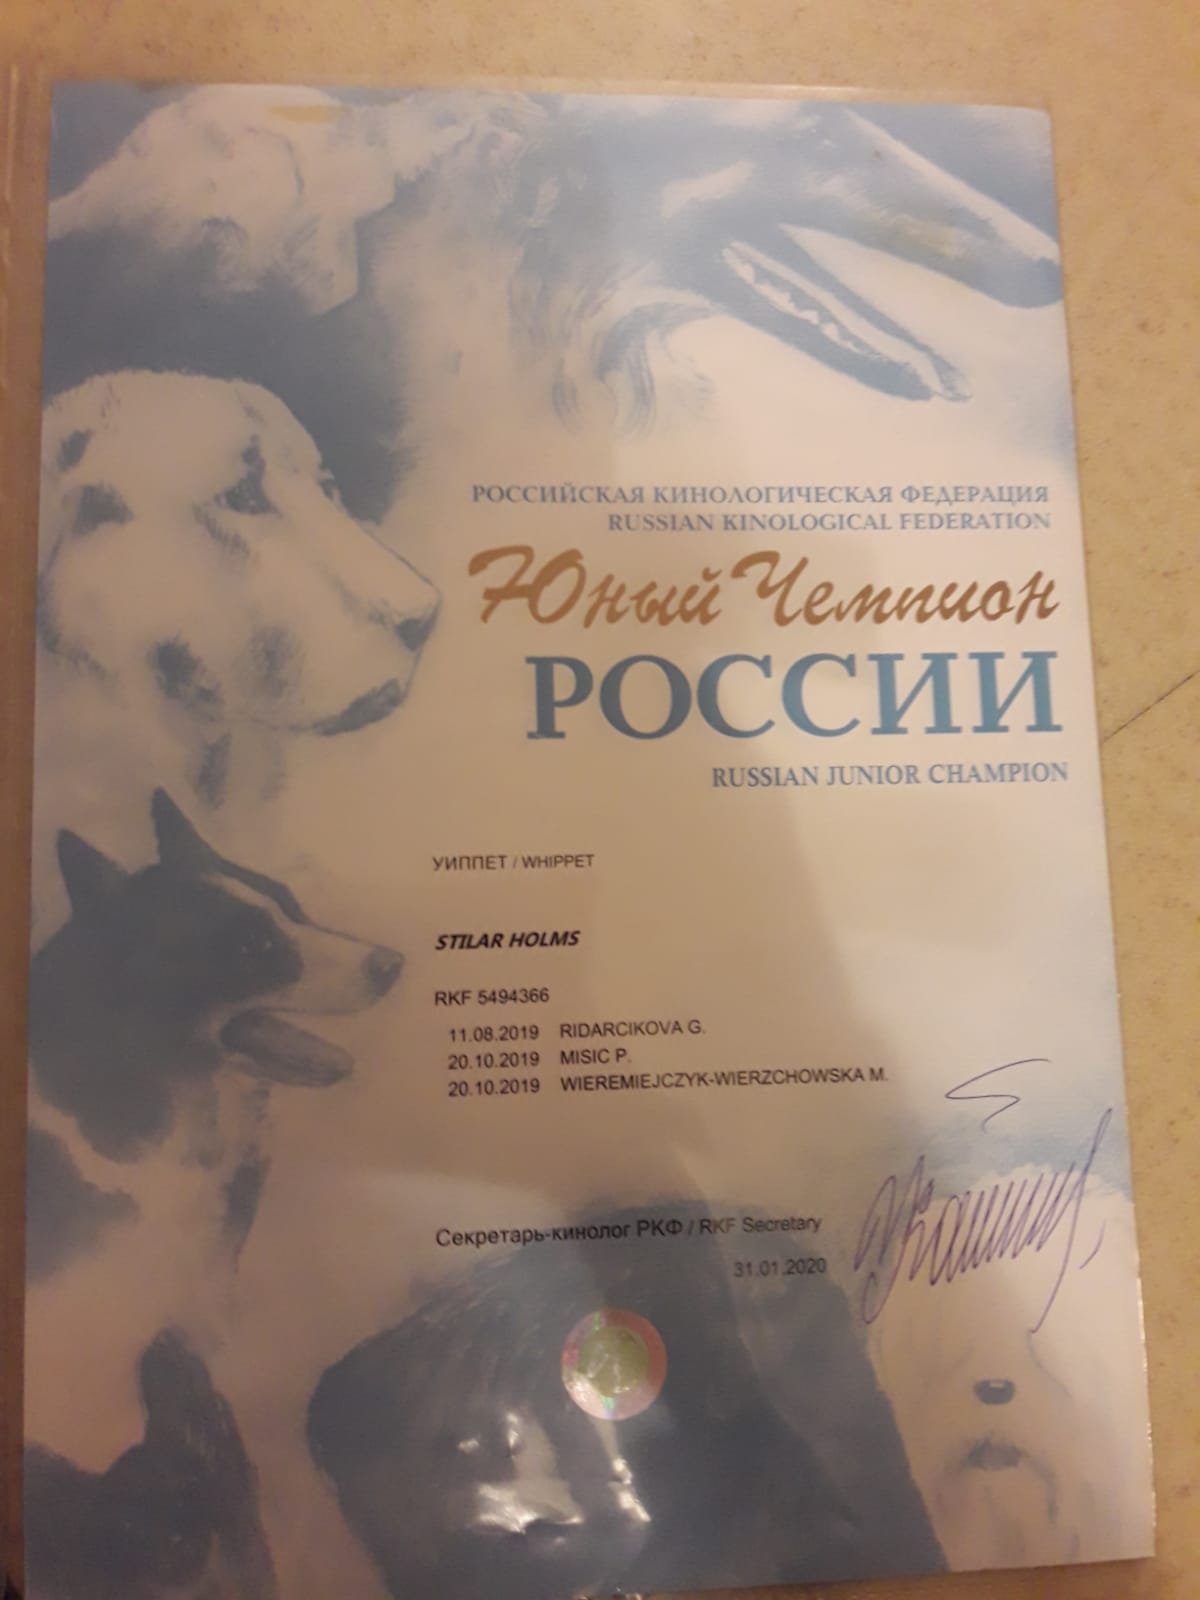 РОССИЙСКАЯ КИНОЛОГИЧЕСКАЯ ФЕДЕРАЦИЯ
RUSSIAN KINOLOGICAL FEDERATION
Юный Чемпион
РОССИИ
RUSSIAN JUNIOR CHAMPION
УИППЕТ / WHIPPET
STILAR HOLMS
RKF 5494366
11.08.2019 RIDARCIKOVA G.
20.10.2019 MISIC P.
20.10.2019 WIEREMIEJCZYK-WIERZCHOWSKA M.
Секретарь-кинолог РКФ / RKF Secretary
31.01.2020